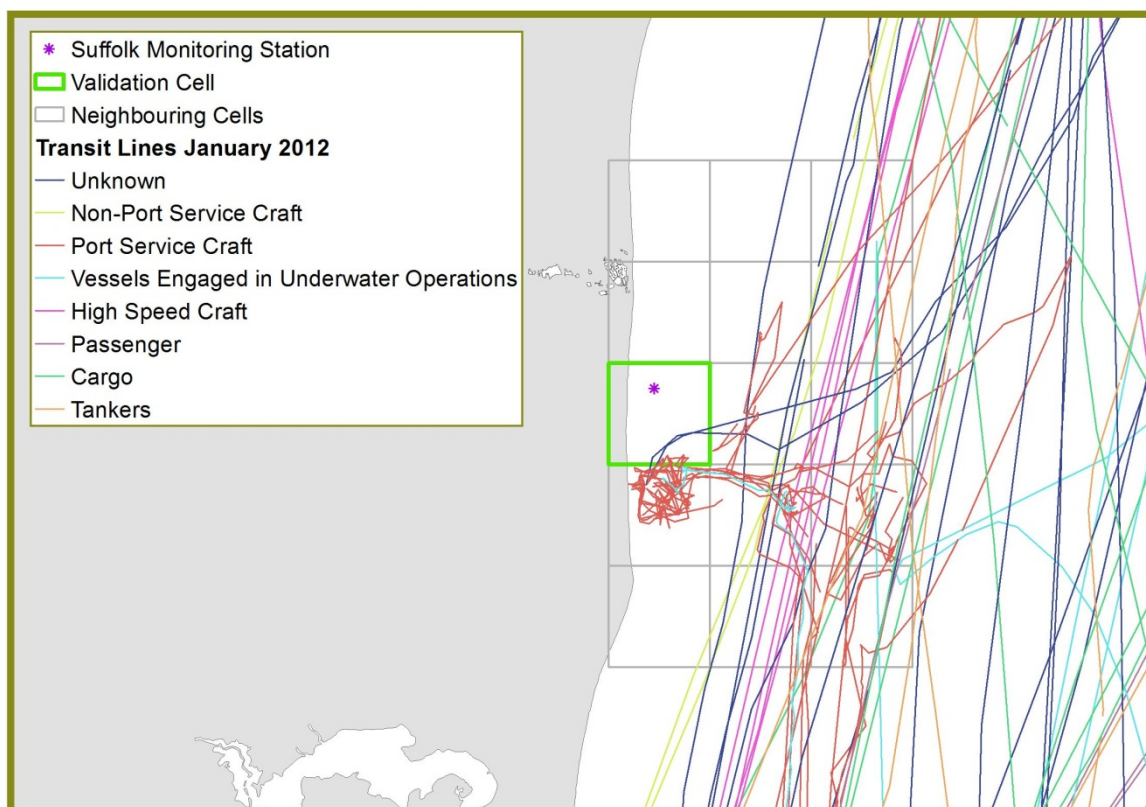 Suffolk Monitoring Station
Validation Cell
Neighbouring Cells
Transit Lines January 2012
Unknown
Non-Port Service Craft
Port Service Craft
Vessels Engaged in Underwater Operations
High Speed Craft
Passenger
Cargo
Tankers